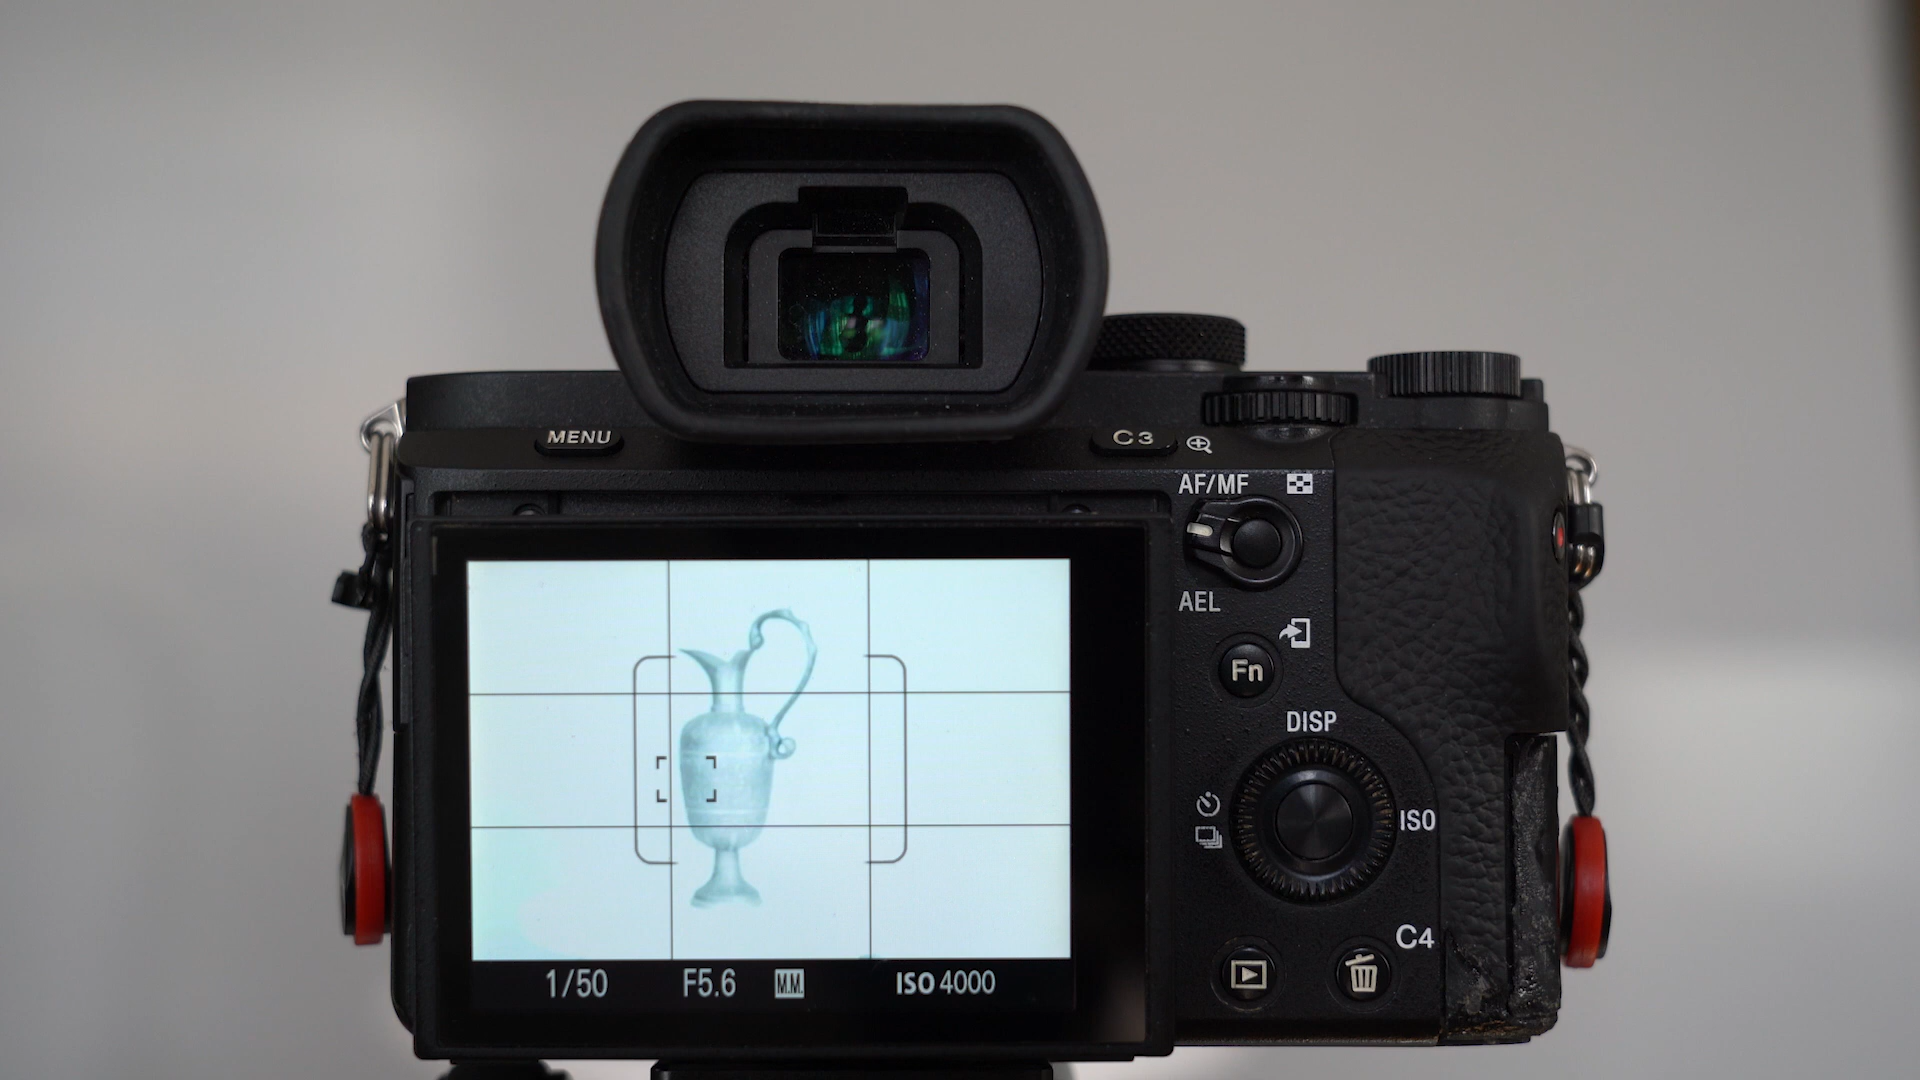 MENU
C3
AF/MF
AEL
Fn
DISP
ISO
C4
1/50 F5.6 M.M. ISO 4000